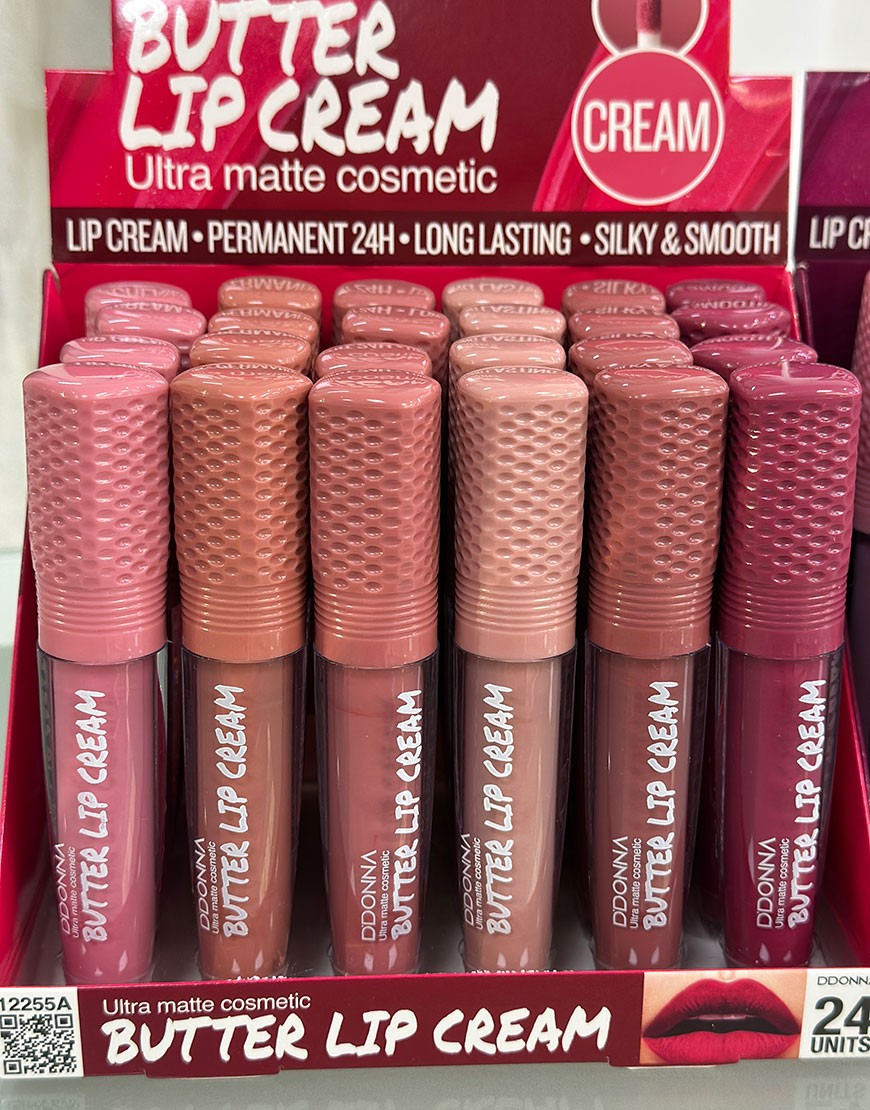 BUTTER
LIP CREAM
Ultra matte cosmetic
CREAM
LIP CREAM • PERMANENT 24H • LONG LASTING • SILKY & SMOOTH
LIP CR
BUTTER LIP CREAM
DDONNA
Ultra matte cosmetic
BUTTER LIP CREAM
DDONNA
Ultra matte cosmetic
BUTTER LIP CREAM
DDONNA
Ultra matte cosmetic
BUTTER LIP CREAM
DDONNA
Ultra matte cosmetic
BUTTER LIP CREAM
DDONNA
Ultra matte cosmetic
BUTTER LIP CREAM
DDONNA
Ultra matte cosmetic
12255A
Ultra matte cosmetic
BUTTER LIP CREAM
DDONNA
24
UNITS